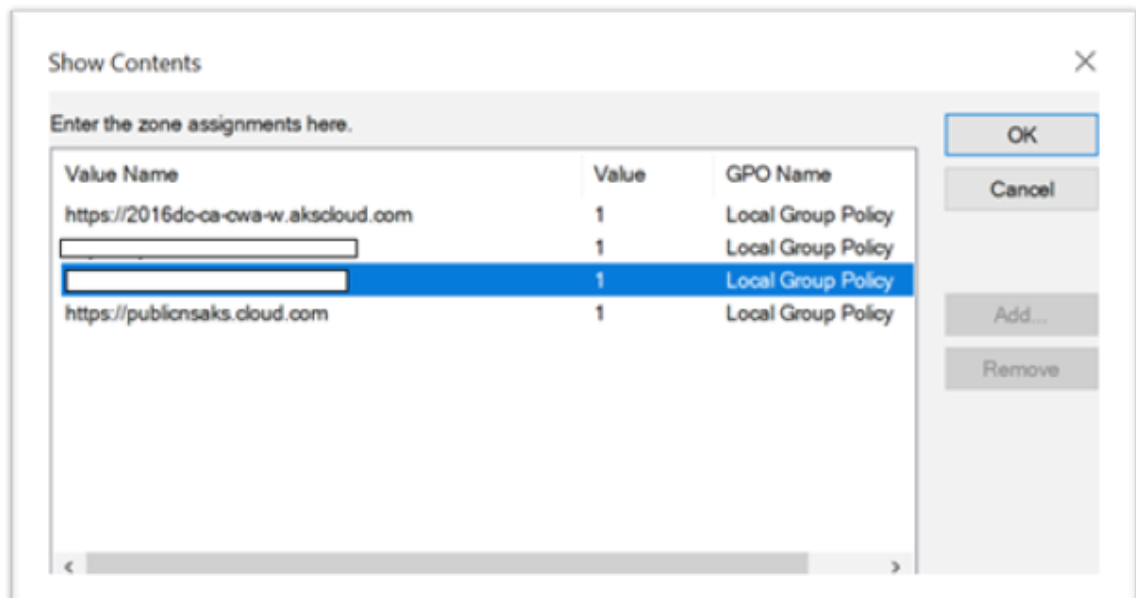 Show Contents
Enter the zone assignments here.
OK
Value Name Value GPO Name
Cancel
https://2016dc-ca-cwa-w.akscloud.com 1 Local Group Policy
1 Local Group Policy
1 Local Group Policy
https://publicnsaks.cloud.com 1 Local Group Policy
Add...
Remove